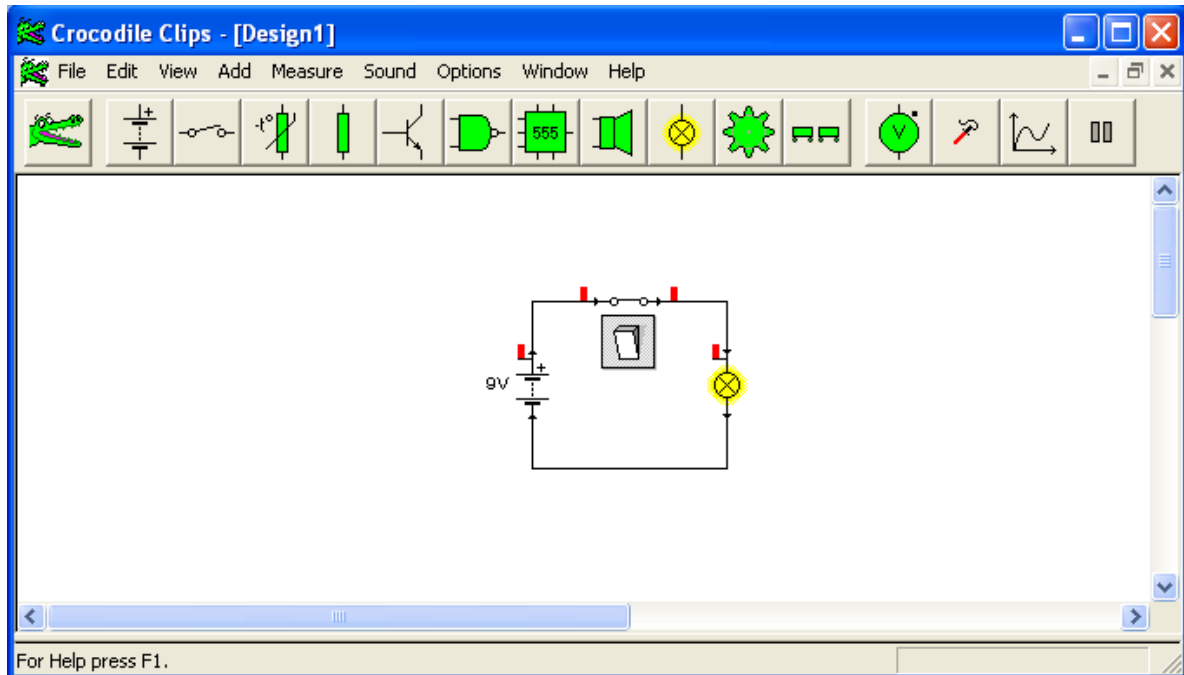 Crocodile Clips - [Design1]
File Edit View Add Measure Sound Options Window Help
-t° 555 V
9V
For Help press F1.